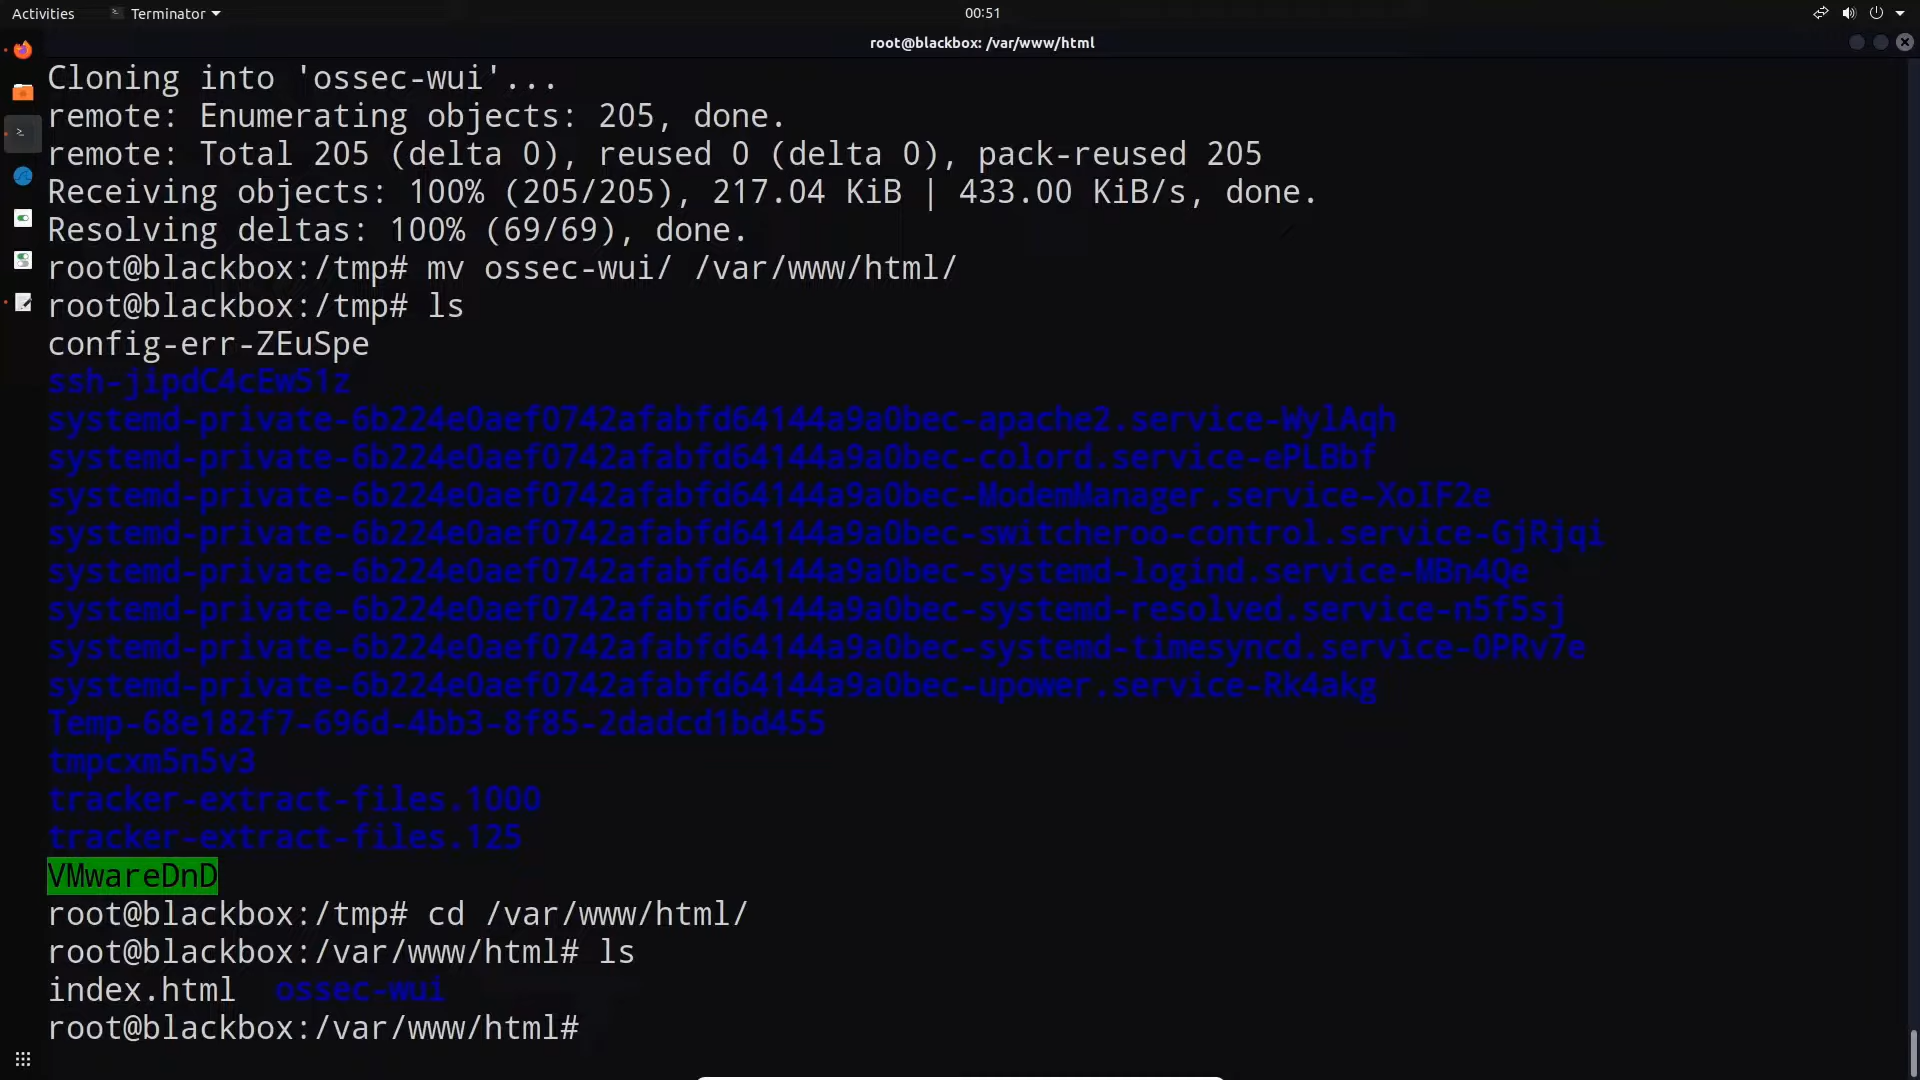 Activities
Terminator
00:51
root@blackbox: /var/www/html
Cloning into 'ossec-wui'...
remote: Enumerating objects: 205, done.
remote: Total 205 (delta 0), reused 0 (delta 0), pack-reused 205
Receiving objects: 100% (205/205), 217.04 KiB | 433.00 KiB/s, done.
Resolving deltas: 100% (69/69), done.
root@blackbox:/tmp# mv ossec-wui/ /var/www/html/
root@blackbox:/tmp# ls
config-err-ZEuSpe
ssh-jipdC4cEw51z
systemd-private-6b224e0aef0742afabfd64144a9a0bec-apache2.service-WylAqh
systemd-private-6b224e0aef0742afabfd64144a9a0bec-colord.service-ePLBbf
systemd-private-6b224e0aef0742afabfd64144a9a0bec-ModemManager.service-XoIF2e
systemd-private-6b224e0aef0742afabfd64144a9a0bec-switcheroo-control.service-GjRjqi
systemd-private-6b224e0aef0742afabfd64144a9a0bec-systemd-logind.service-MBn4Qe
systemd-private-6b224e0aef0742afabfd64144a9a0bec-systemd-resolved.service-n5f5sj
systemd-private-6b224e0aef0742afabfd64144a9a0bec-systemd-timesyncd.service-0PRv7e
systemd-private-6b224e0aef0742afabfd64144a9a0bec-upower.service-Rk4akg
Temp-68e182f7-696d-4bb3-8f85-2dadcd1bd455
tmpcxm5n5v3
tracker-extract-files.1000
tracker-extract-files.125
VMwareDnD
root@blackbox:/tmp# cd /var/www/html/
root@blackbox:/var/www/html# ls
index.html  ossec-wui
root@blackbox:/var/www/html#